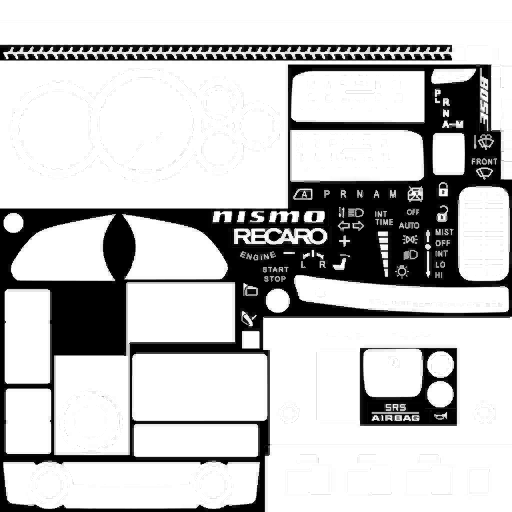 BOSE
P
L R
N
A-M
FRONT
A P R N A M
INT
TIME
OFF
AUTO
MIST
OFF
INT
LO
HI
nismo
RECARO
ENGINE
START
STOP
L R
SRS
AIRBAG